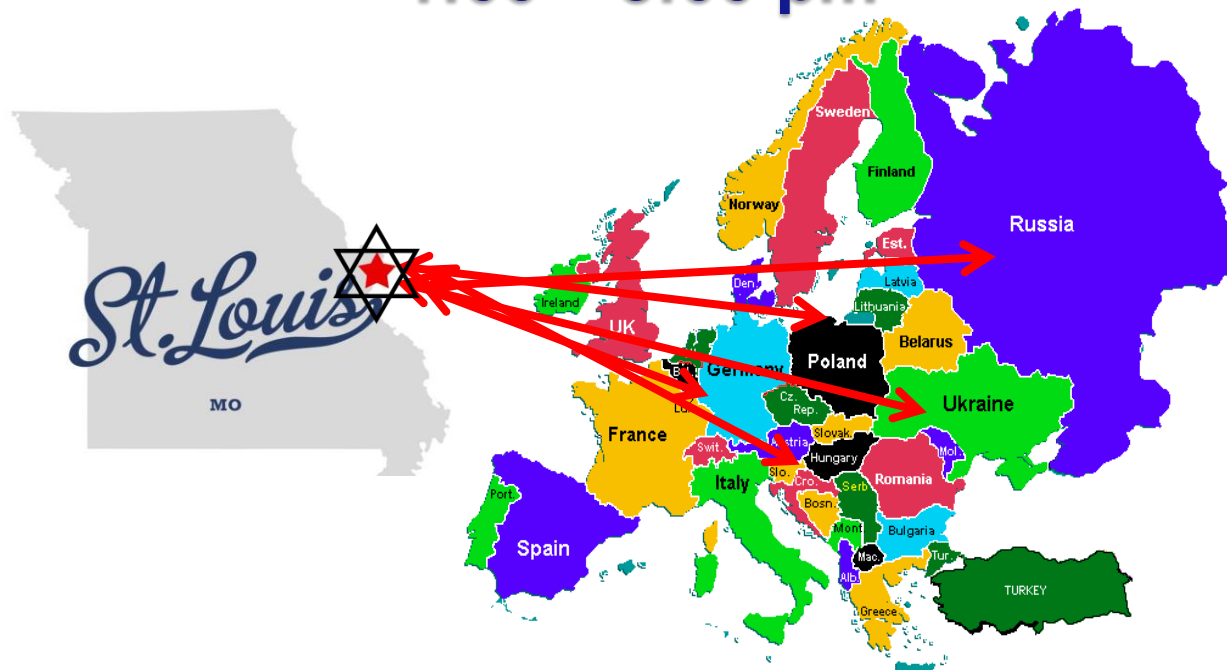 Sweden
Finland
Norway
Russia
Est.
Latvia
Lithuania
Den.
Ireland
UK
Belarus
Poland
Germany
St. Louis
MO
Cz.
Rep.
Ukraine
France
Slovak.
Austria
Swit.
Hungary
Mol.
Italy
Slo.
Cro.
Serb
Romania
Port.
Bosn.
Mont
Bulgaria
Spain
Mac.
Tur.
Alb.
TURKEY
Greece